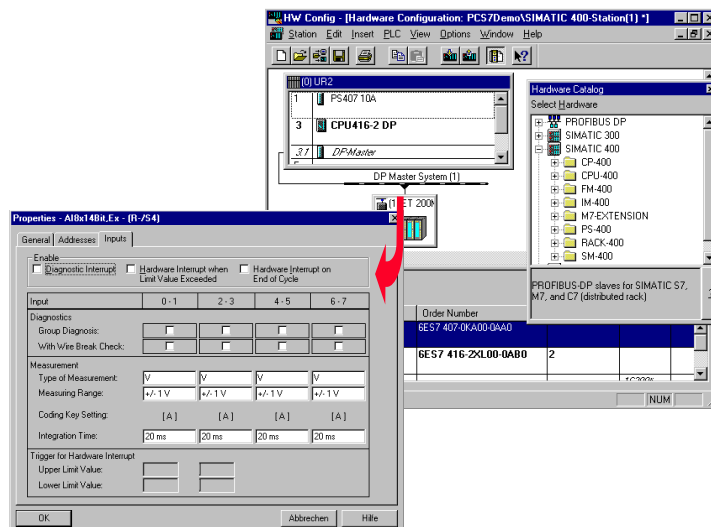 HW Config - [Hardware Configuration: PCS7Demo\SIMATIC 400-Station(1) *]
Station Edit Insert PLC View Options Window Help
(0) UR2
1 PS407 10A
3 CPU416-2 DP
3.1 DP-Master
DP Master System (1)
Hardware Catalog
Select Hardware
PROFIBUS DP
SIMATIC 300
SIMATIC 400
CP-400
CPU-400
FM-400
IM-400
M7-EXTENSION
PS-400
RACK-400
SM-400
PROFIBUS-DP slaves for SIMATIC S7,
M7, and C7 (distributed rack)
Order Number
6ES7 407-0KA00-0AA0
6ES7 416-2XL00-0AB0 2
NUM
Properties - AI8x14Bit,Ex - (R-/S4)
General Addresses Inputs
Enable
Diagnostic Interrupt
Hardware Interrupt when
Limit Value Exceeded
Hardware Interrupt on
End of Cycle
Input 0 - 1 2 - 3 4 - 5 6 - 7
Diagnostics
Group Diagnosis:
With Wire Break Check:
Measurement
Type of Measurement: V V V V
Measuring Range: +/- 1 V +/- 1 V +/- 1 V +/- 1 V
Coding Key Setting: [ A ] [ A ] [ A ] [ A ]
Integration Time: 20 ms 20 ms 20 ms 20 ms
Trigger for Hardware Interrupt
Upper Limit Value:
Lower Limit Value:
OK Abbrechen Hilfe